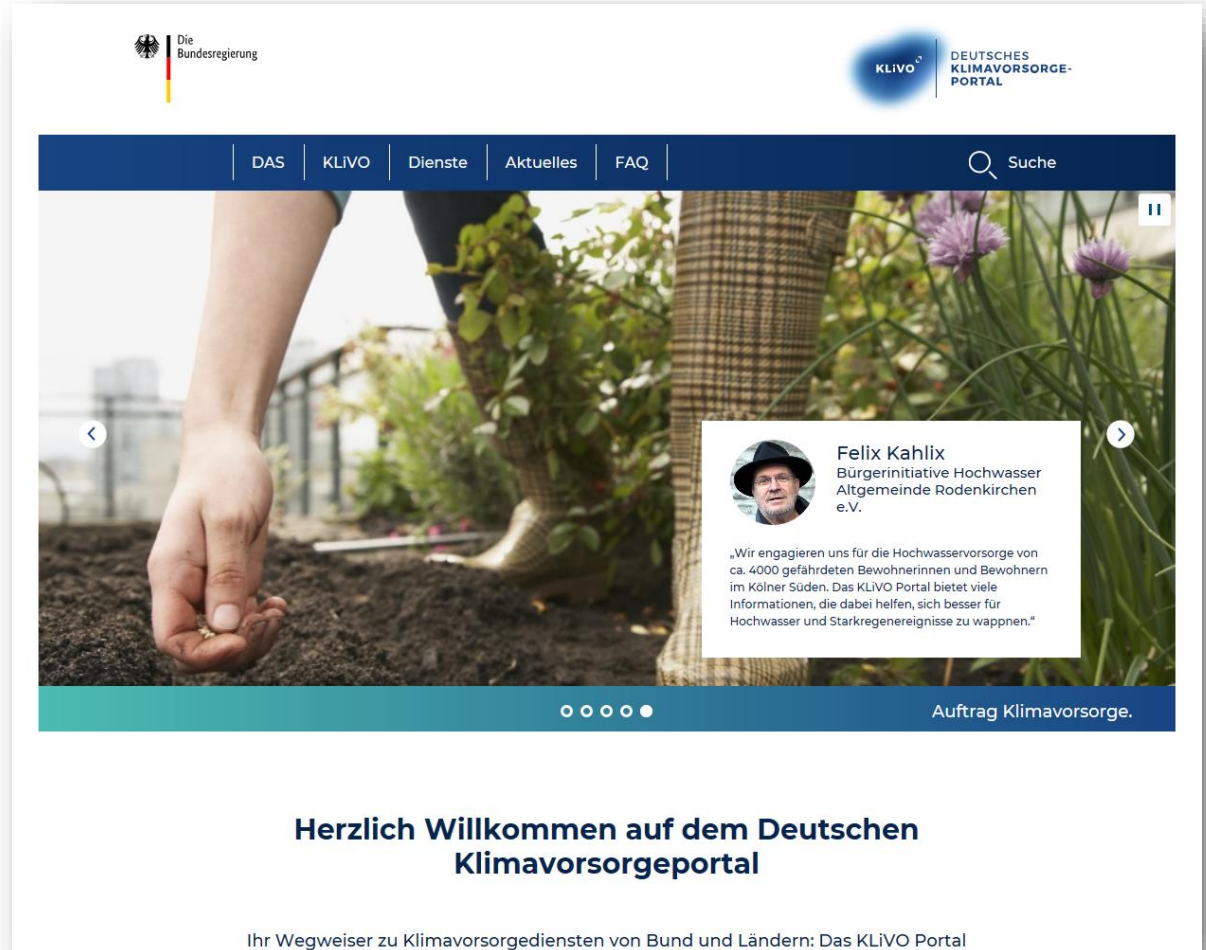 Die
Bundesregierung
KLiVO
DEUTSCHES
KLIMAVORSORGE-
PORTAL
DAS
KLiVO
Dienste
Aktuelles
FAQ
Suche
Felix Kahlix
Bürgerinitiative Hochwasser
Altgemeinde Rodenkirchen
e.V.
„Wir engagieren uns für die Hochwasservorsorge von
ca. 4000 gefährdeten Bewohnerinnen und Bewohnern
im Kölner Süden. Das KLiVO Portal bietet viele
Informationen, die dabei helfen, sich besser für
Hochwasser und Starkregenereignisse zu wappnen.“
Auftrag Klimavorsorge.
Herzlich Willkommen auf dem Deutschen
Klimavorsorgeportal
Ihr Wegweiser zu Klimavorsorgediensten von Bund und Ländern: Das KLiVO Portal